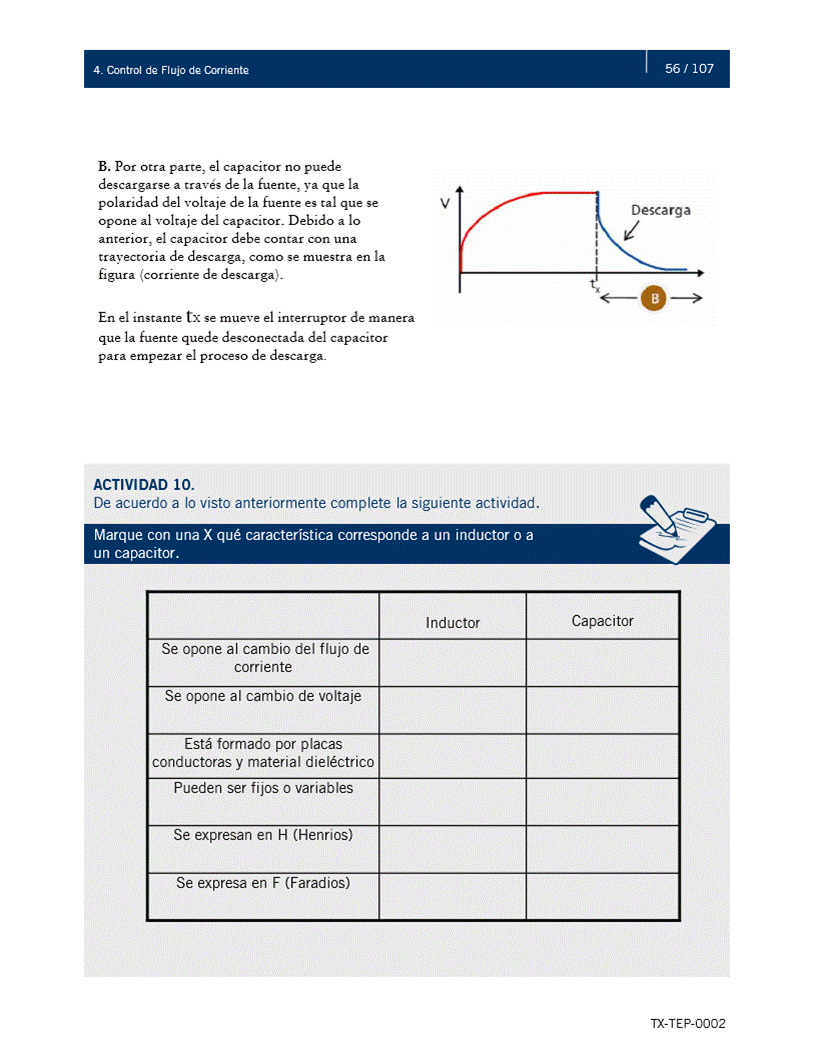 4. Control de Flujo de Corriente
56 / 107
B. Por otra parte, el capacitor no puede
descargarse a través de la fuente, ya que la
polaridad del voltaje de la fuente es tal que se
opone al voltaje del capacitor. Debido a lo
anterior, el capacitor debe contar con una
trayectoria de descarga, como se muestra en la
figura (corriente de descarga).
En el instante tx se mueve el interruptor de manera
que la fuente quede desconectada del capacitor
para empezar el proceso de descarga.
V
Descarga
tx
B
ACTIVIDAD 10.
De acuerdo a lo visto anteriormente complete la siguiente actividad.
Marque con una X qué característica corresponde a un inductor o a
un capacitor.
Inductor
Capacitor
Se opone al cambio del flujo de
corriente
Se opone al cambio de voltaje
Está formado por placas
conductoras y material dieléctrico
Pueden ser fijos o variables
Se expresan en H (Henrios)
Se expresa en F (Faradios)
TX-TEP-0002